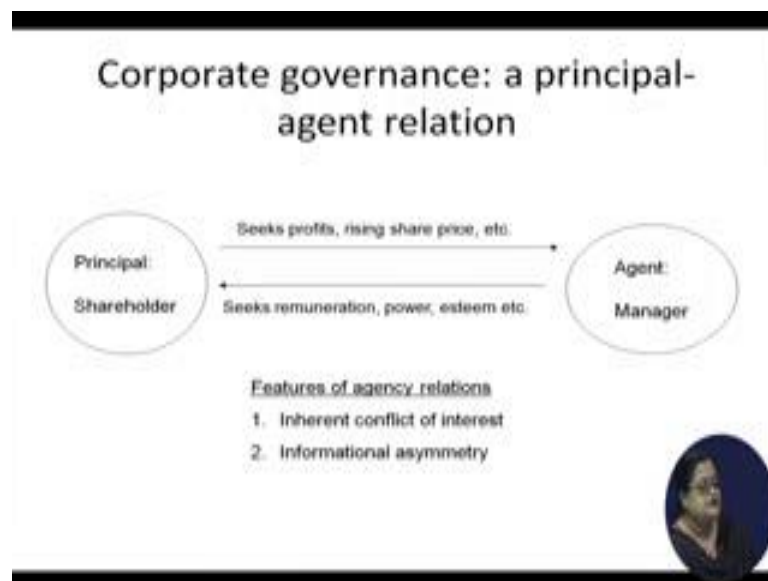 Corporate governance: a principal-
agent relation
Seeks profits, rising share price, etc.
Principal:
Shareholder
Agent:
Manager
Seeks remuneration, power, esteem etc.
Features of agency relations
1. Inherent conflict of interest
2. Informational asymmetry